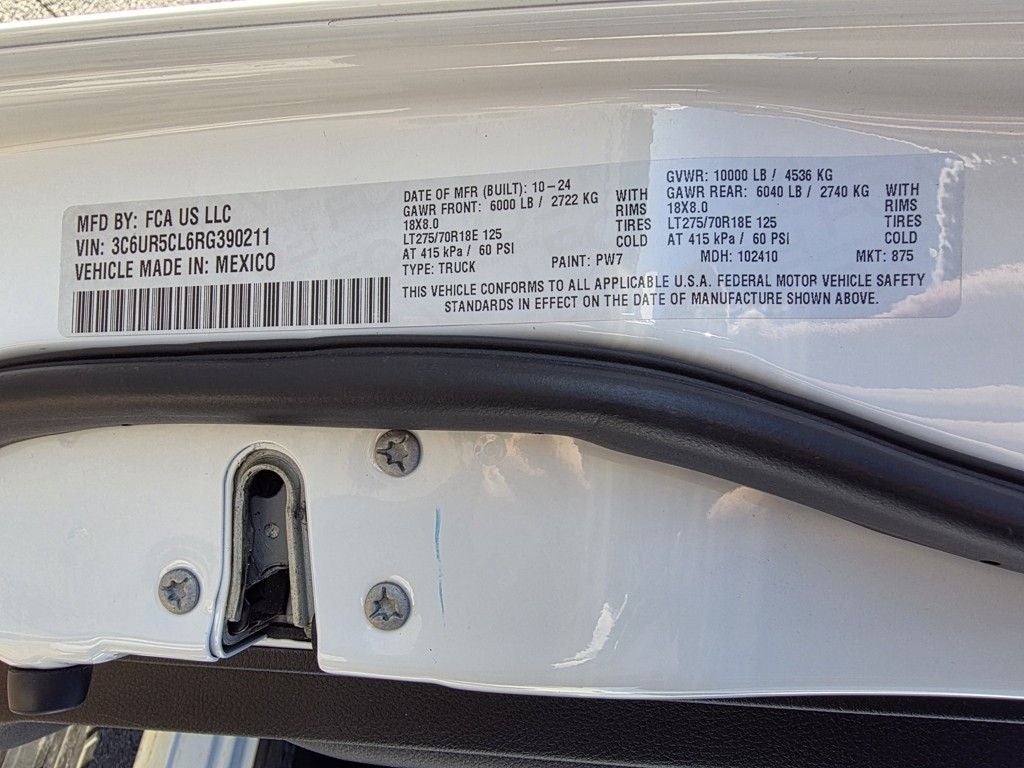 MFD BY: FCA US LLC
VIN: 3C6UR5CL6RG390211
VEHICLE MADE IN: MEXICO
DATE OF MFR (BUILT): 10-24
GAWR FRONT: 6000 LB / 2722 KG WITH
18X8.0 RIMS
LT275/70R18E 125 TIRES
AT 415 kPa / 60 PSI COLD
TYPE: TRUCK PAINT: PW7
GVWR: 10000 LB / 4536 KG
GAWR REAR: 6040 LB / 2740 KG WITH
18X8.0 RIMS
LT275/70R18E 125 TIRES
AT 415 kPa / 60 PSI COLD
MDH: 102410 MKT: 875
THIS VEHICLE CONFORMS TO ALL APPLICABLE U.S.A. FEDERAL MOTOR VEHICLE SAFETY
STANDARDS IN EFFECT ON THE DATE OF MANUFACTURE SHOWN ABOVE.